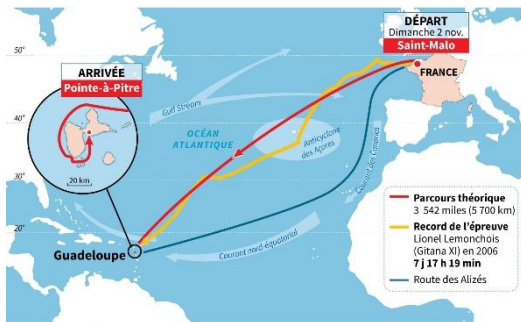 DÉPART
Dimanche 2 nov.
Saint-Malo
FRANCE
ARRIVÉE
Pointe-à-Pitre
20 km
50°
40°
30°
20°
Gulf Stream
OCÉAN
ATLANTIQUE
Anticyclone
des Açores
Courant des Canaries
Courant nord-équatorial
Guadeloupe
Parcours théorique
3 542 miles (5 700 km)
Record de l'épreuve
Lionel Lemonchois
(Gitana XI) en 2006
7 j 17 h 19 min
Route des Alizés